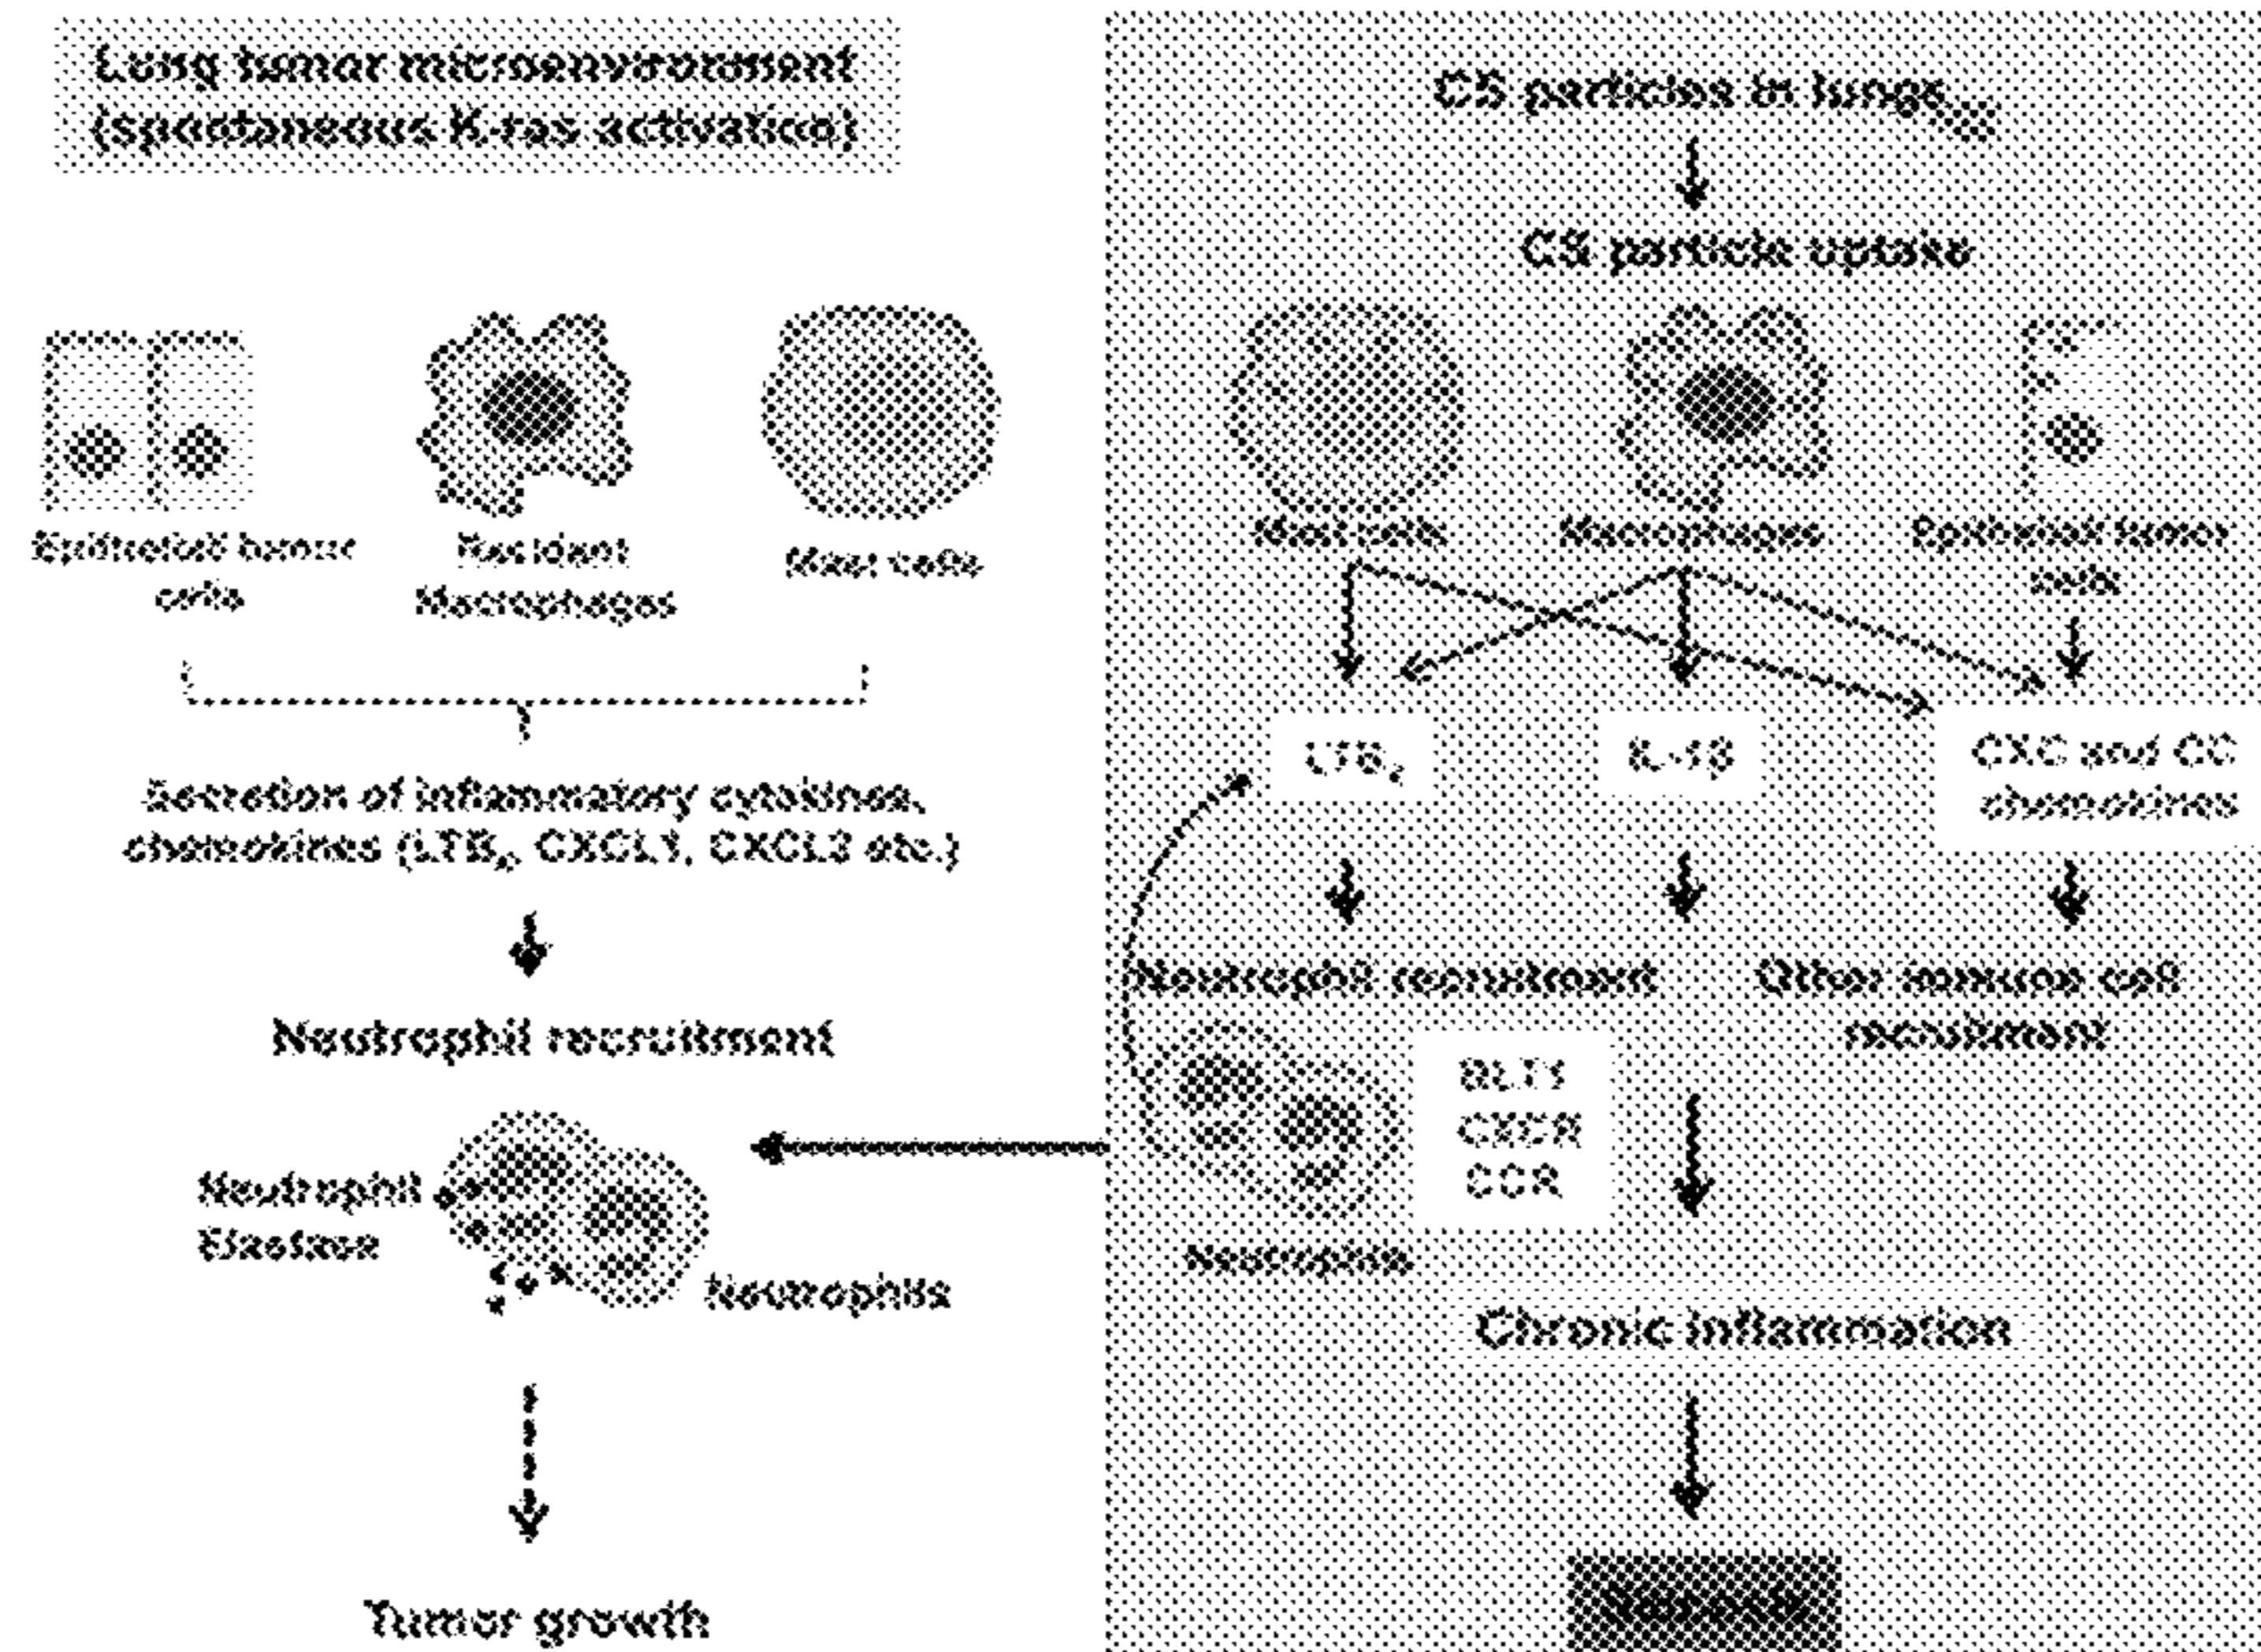 Lung tumor microenvironment
(spontaneous K-ras activation)
Epithelial tumor
cells
Resident
Macrophages
Mast cells
Secretion of inflammatory cytokines,
chemokines (LTB₄, CXCL1, CXCL2 etc.)
Neutrophil recruitment
Neutrophil
Elastase
Neutrophils
Tumor growth
CS particles in lungs
CS particle uptake
Mast cells
Macrophages
Epithelial tumor
cells
LTB₄
IL-1β
CXC and CC
chemokines
Neutrophil recruitment
Other immune cell
recruitment
BLT1
CXCR
CCR
Neutrophils
Chronic inflammation